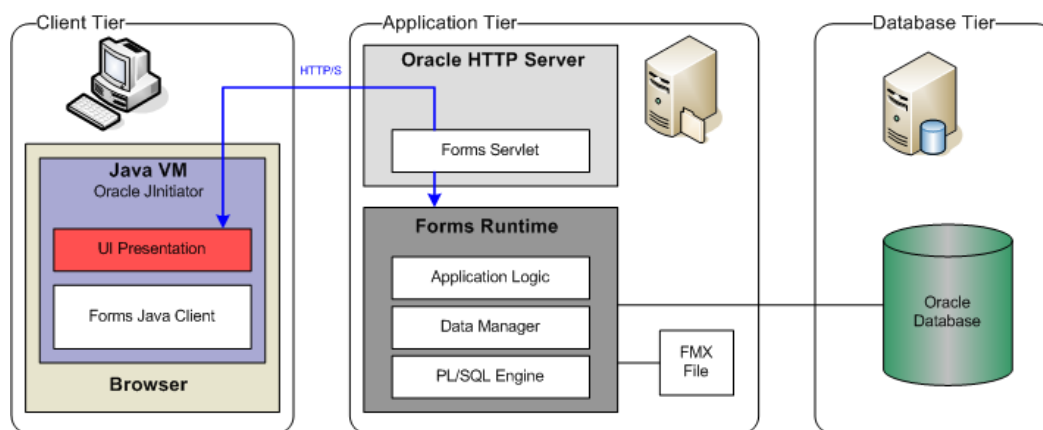 Client Tier
Application Tier
Database Tier
HTTP/S
Oracle HTTP Server
Forms Servlet
Java VM
Oracle JInitiator
UI Presentation
Forms Java Client
Browser
Forms Runtime
Application Logic
Data Manager
PL/SQL Engine
FMX
File
Oracle
Database